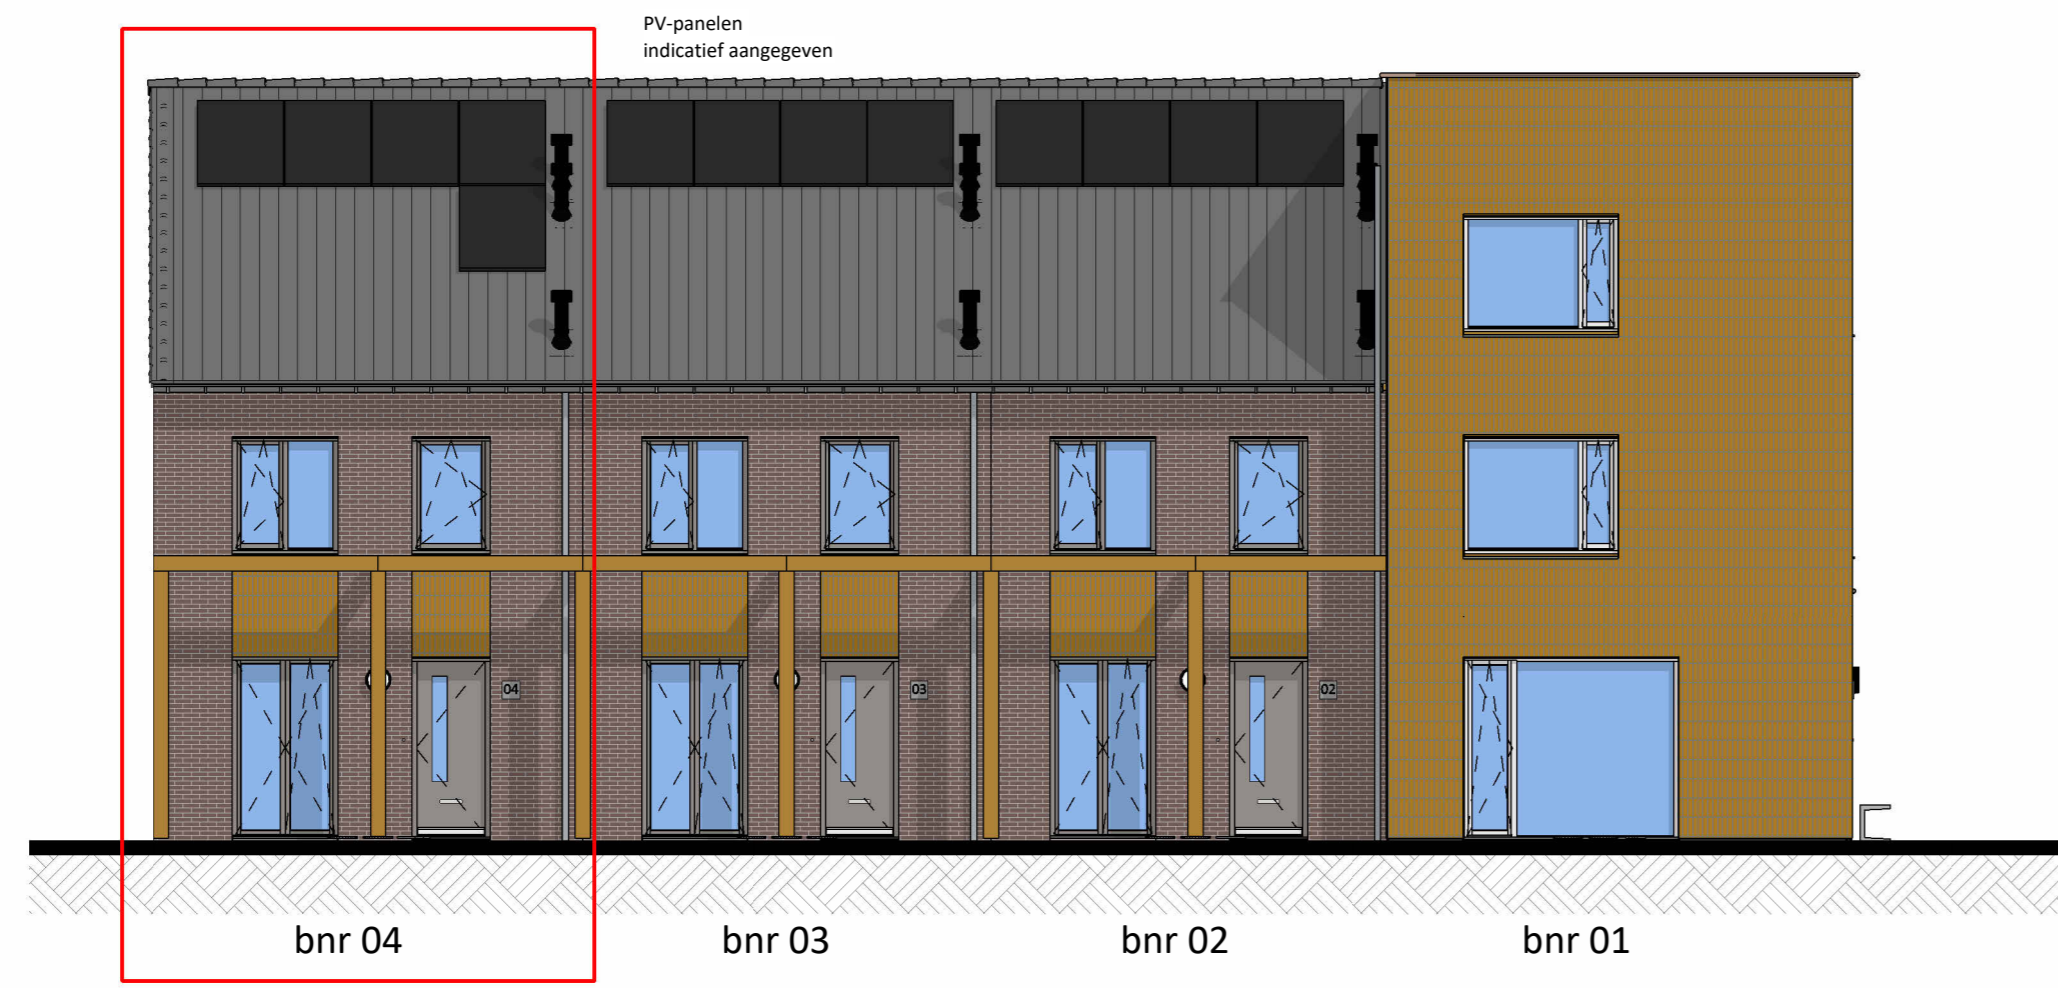 PV-panelen
indicatief aangegeven
04
03
02
bnr 04
bnr 03
bnr 02
bnr 01